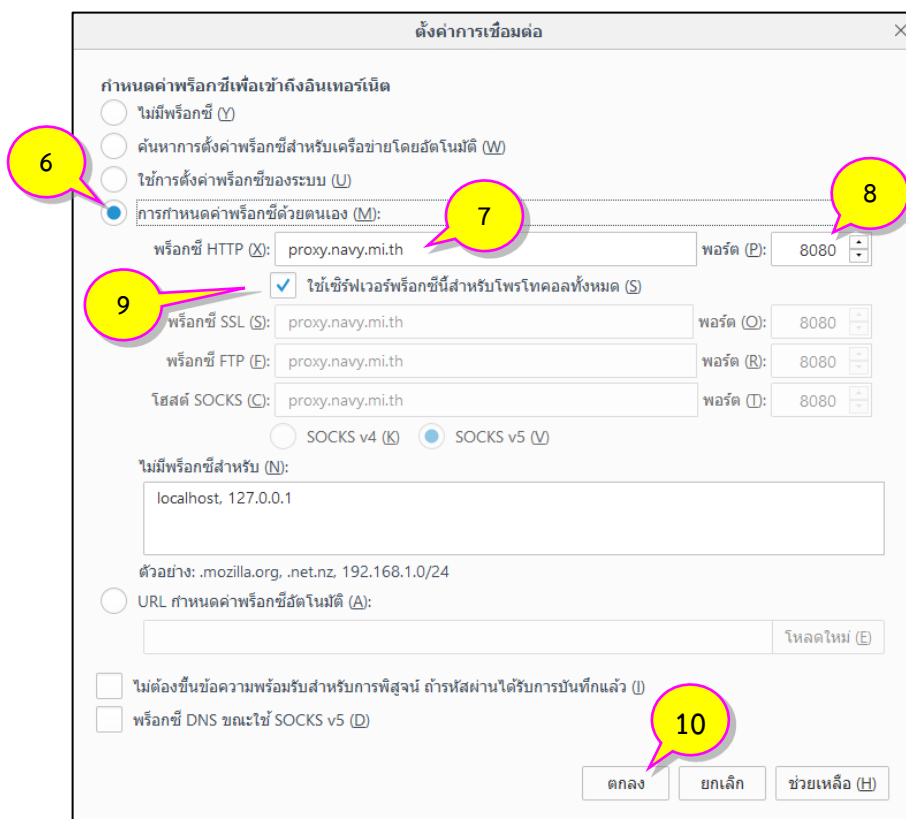 ตั้งค่าการเชื่อมต่อ
กำหนดค่าพร็อกซีเพื่อเข้าถึงอินเทอร์เน็ต
ไม่มีพร็อกซี (Y)
ค้นหาการตั้งค่าพร็อกซีสำหรับเครือข่ายโดยอัตโนมัติ (W)
6
ใช้การตั้งค่าพร็อกซีของระบบ (U)
การกำหนดค่าพร็อกซีด้วยตนเอง (M):
7
8
พร็อกซี HTTP (X): proxy.navy.mi.th พอร์ต (P): 8080
9
ใช้เซิร์ฟเวอร์พร็อกซีนี้สำหรับโพรโทคอลทั้งหมด (S)
พร็อกซี SSL (S): proxy.navy.mi.th พอร์ต (O): 8080
พร็อกซี FTP (F): proxy.navy.mi.th พอร์ต (R): 8080
โฮสต์ SOCKS (C): proxy.navy.mi.th พอร์ต (T): 8080
SOCKS v4 (K) SOCKS v5 (V)
ไม่มีพร็อกซีสำหรับ (N):
localhost, 127.0.0.1
ตัวอย่าง: .mozilla.org, .net.nz, 192.168.1.0/24
URL กำหนดค่าพร็อกซีอัตโนมัติ (A):
โหลดใหม่ (E)
ไม่ต้องขึ้นข้อความพร้อมรับสำหรับการพิสูจน์ ถ้ารหัสผ่านได้รับการบันทึกแล้ว (I)
พร็อกซี DNS ขณะใช้ SOCKS v5 (D)
10
ตกลง ยกเลิก ช่วยเหลือ (H)